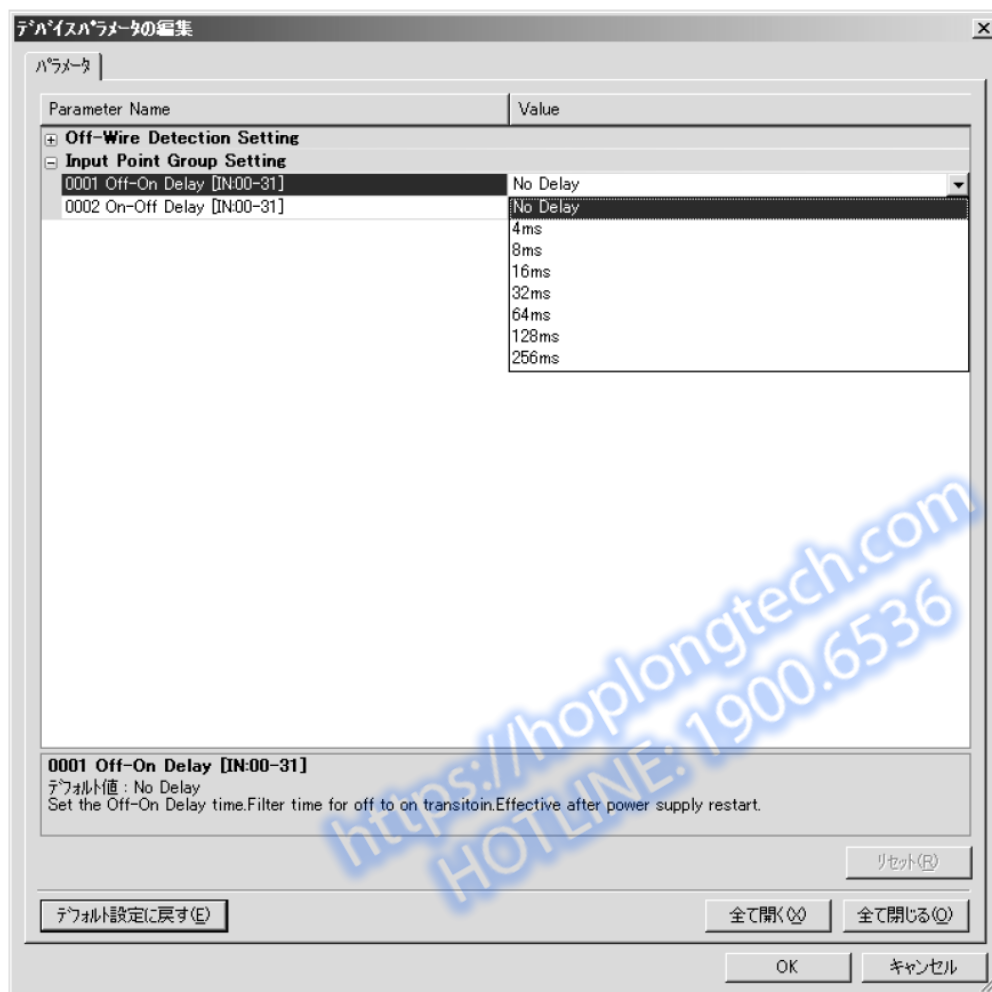 デバイスパラメータの編集
パラメータ
Parameter Name Value
Off-Wire Detection Setting
Input Point Group Setting
0001 Off-On Delay [IN:00-31] No Delay
0002 On-Off Delay [IN:00-31] No Delay
4ms
8ms
16ms
32ms
64ms
128ms
256ms
0001 Off-On Delay [IN:00-31]
デフォルト値 : No Delay
Set the Off-On Delay time.Filter time for off to on transitoin.Effective after power supply restart.
リセット(R)
デフォルト設定に戻す(E) 全て開く(X) 全て閉じる(O)
OK キャンセル
https://hoplongtech.com
HOTLINE: 1900.6536